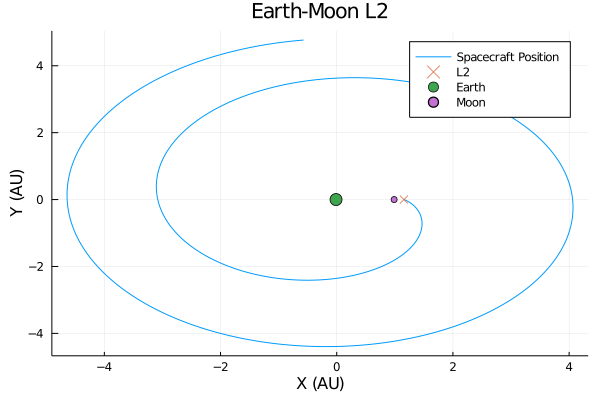 Earth-Moon L2
Spacecraft Position
L2
Earth
Moon
Y (AU)
4
2
0
−2
−4
−4
−2
0
2
4
X (AU)